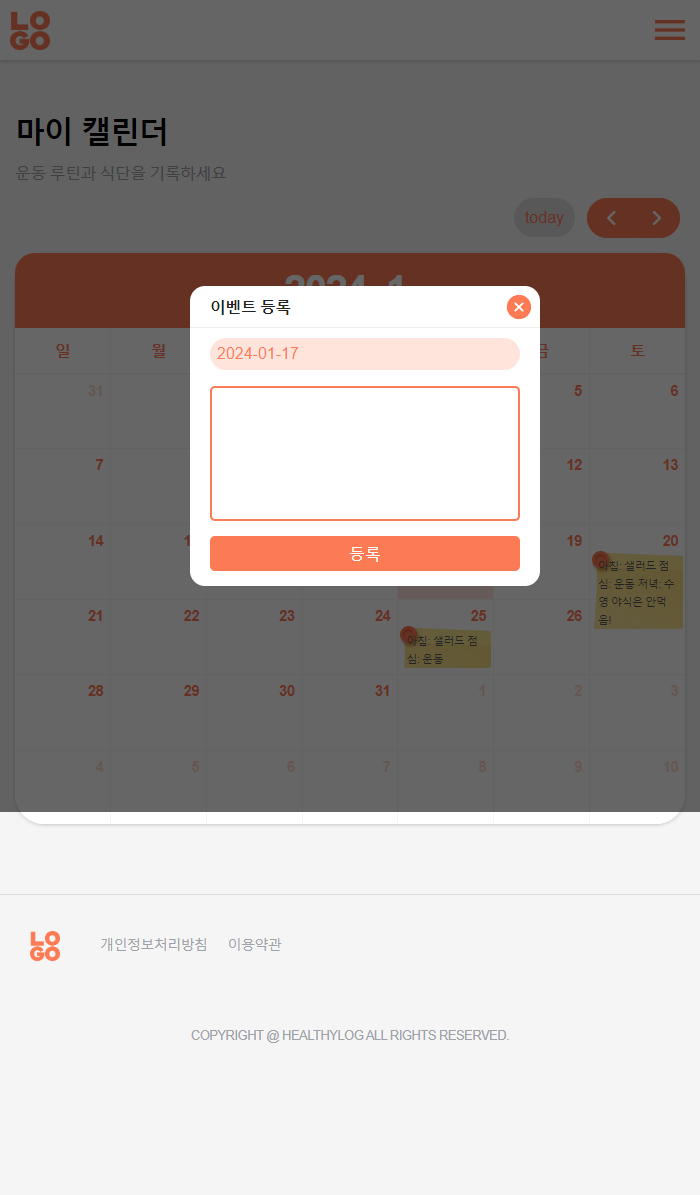 LO
GO
마이 캘린더
운동 루틴과 식단을 기록하세요
today
이벤트 등록
2024-01-17
등록
일 월 토
31 5 6
7 12 13
14 19 20
아침: 샐러드 점
심: 운동 저녁: 수
영 야식은 안먹
음!
21 22 23 24 25 26
아침: 샐러드 점
심: 운동
28 29 30 31 1 2 3
4 5 6 7 8 9 10
LO
GO
개인정보처리방침 이용약관
COPYRIGHT @ HEALTHYLOG ALL RIGHTS RESERVED.